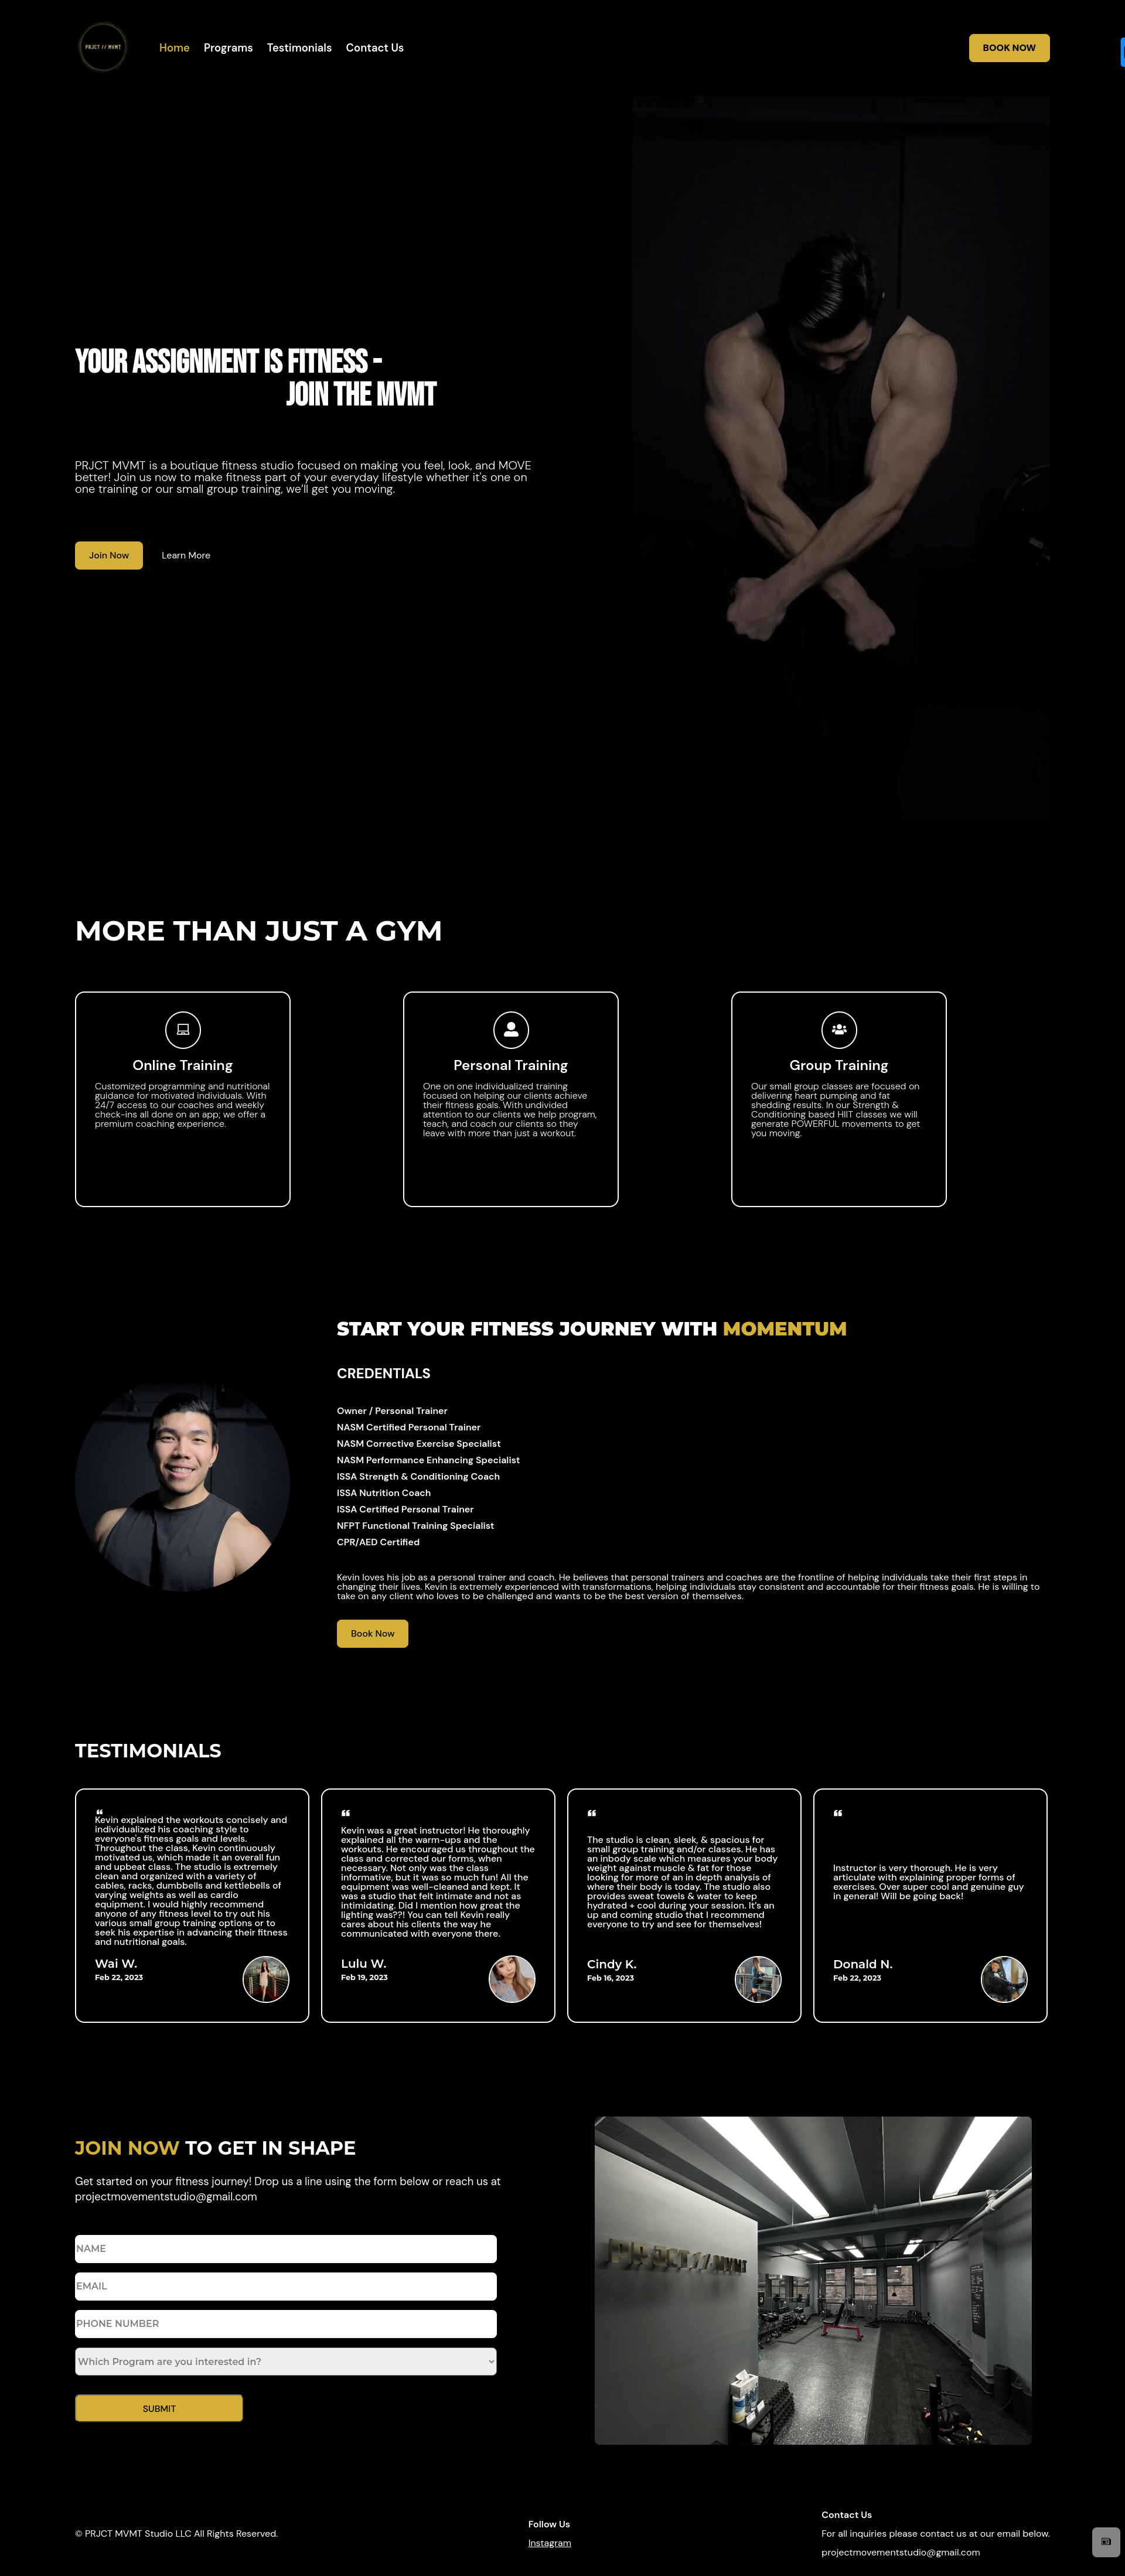 PRJCT // MVMT
Home
Programs
Testimonials
Contact Us
BOOK NOW
YOUR ASSIGNMENT IS FITNESS -
JOIN THE MVMT
PRJCT MVMT is a boutique fitness studio focused on making you feel, look, and MOVE
better! Join us now to make fitness part of your everyday lifestyle whether it's one on
one training or our small group training, we'll get you moving.
Join Now
Learn More
MORE THAN JUST A GYM
Online Training
Customized programming and nutritional
guidance for motivated individuals. With
24/7 access to our coaches and weekly
check-ins all done on an app; we offer a
premium coaching experience.
Personal Training
One on one individualized training
focused on helping our clients achieve
their fitness goals. With undivided
attention to our clients we help program,
teach, and coach our clients so they
leave with more than just a workout.
Group Training
Our small group classes are focused on
delivering heart pumping and fat
shedding results. In our Strength &
Conditioning based HIIT classes we will
generate POWERFUL movements to get
you moving.
START YOUR FITNESS JOURNEY WITH MOMENTUM
CREDENTIALS
Owner / Personal Trainer
NASM Certified Personal Trainer
NASM Corrective Exercise Specialist
NASM Performance Enhancing Specialist
ISSA Strength & Conditioning Coach
ISSA Nutrition Coach
ISSA Certified Personal Trainer
NFPT Functional Training Specialist
CPR/AED Certified
Kevin loves his job as a personal trainer and coach. He believes that personal trainers and coaches are the frontline of helping individuals take their first steps in
changing their lives. Kevin is extremely experienced with transformations, helping individuals stay consistent and accountable for their fitness goals. He is willing to
take on any client who loves to be challenged and wants to be the best version of themselves.
Book Now
TESTIMONIALS
❝
Kevin explained the workouts concisely and
individualized his coaching style to
everyone's fitness goals and levels.
Throughout the class, Kevin continuously
motivated us, which made it an overall fun
and upbeat class. The studio is extremely
clean and organized with a variety of
cables, racks, dumbbells and kettlebells of
varying weights as well as cardio
equipment. I would highly recommend
anyone of any fitness level to try out his
various small group training options or to
seek his expertise in advancing their fitness
and nutritional goals.
Wai W.
Feb 22, 2023
❝
Kevin was a great instructor! He thoroughly
explained all the warm-ups and the
workouts. He encouraged us throughout the
class and corrected our forms, when
necessary. Not only was the class
informative, but it was so much fun! All the
equipment was well-cleaned and kept. It
was a studio that felt intimate and not as
intimidating. Did I mention how great the
lighting was??! You can tell Kevin really
cares about his clients the way he
communicated with everyone there.
Lulu W.
Feb 19, 2023
❝
The studio is clean, sleek, & spacious for
small group training and/or classes. He has
an inbody scale which measures your body
weight against muscle & fat for those
looking for more of an in depth analysis of
where their body is today. The studio also
provides sweat towels & water to keep
hydrated + cool during your session. It's an
up and coming studio that I recommend
everyone to try and see for themselves!
Cindy K.
Feb 16, 2023
❝
Instructor is very thorough. He is very
articulate with explaining proper forms of
exercises. Over super cool and genuine guy
in general! Will be going back!
Donald N.
Feb 22, 2023
JOIN NOW TO GET IN SHAPE
Get started on your fitness journey! Drop us a line using the form below or reach us at
projectmovementstudio@gmail.com
NAME
EMAIL
PHONE NUMBER
Which Program are you interested in?
SUBMIT
PRJCT // MVMT
© PRJCT MVMT Studio LLC All Rights Reserved.
Follow Us
Instagram
Contact Us
For all inquiries please contact us at our email below.
projectmovementstudio@gmail.com